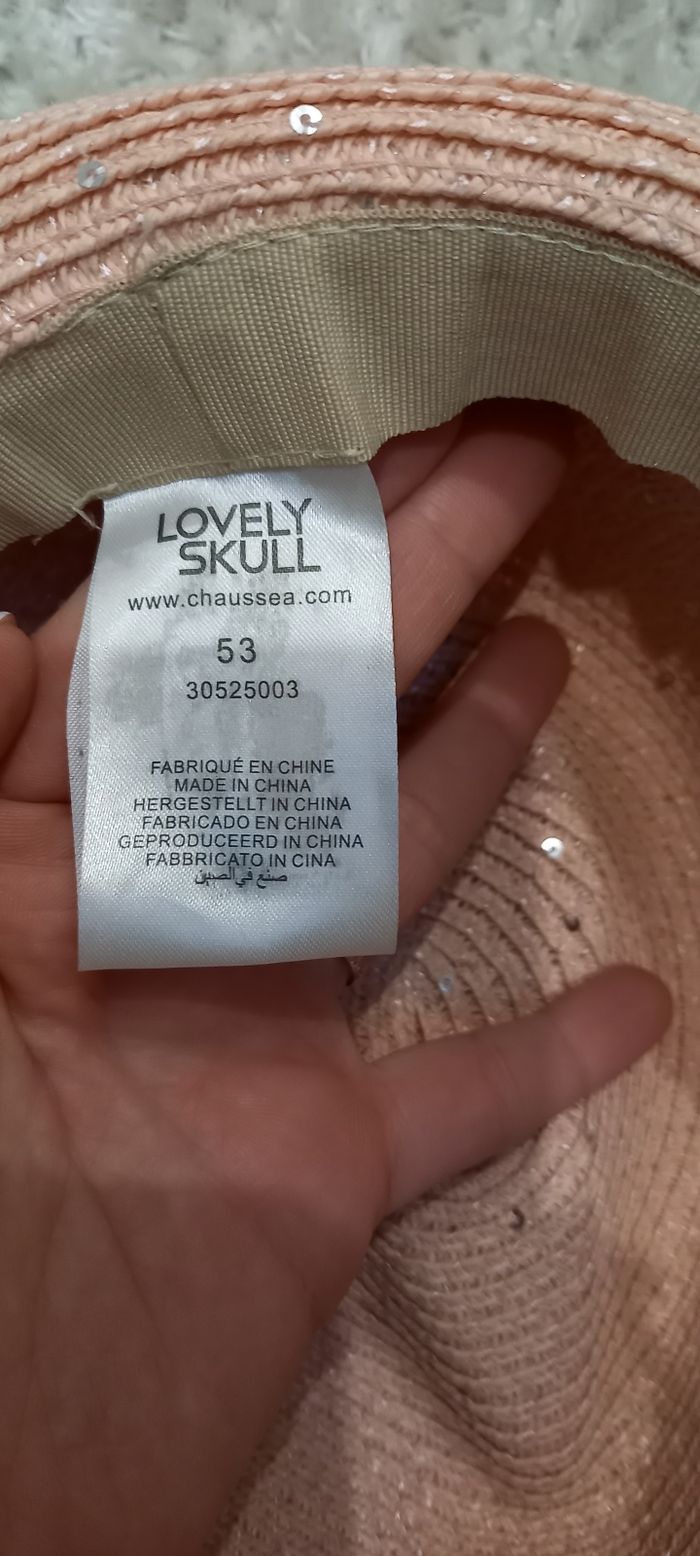 LOVELY
SKULL
www.chaussea.com
53
30525003
FABRIQUÉ EN CHINE
MADE IN CHINA
HERGESTELLT IN CHINA
FABRICADO EN CHINA
GEPRODUCEERD IN CHINA
FABBRICATO IN CINA
صنع في الصين